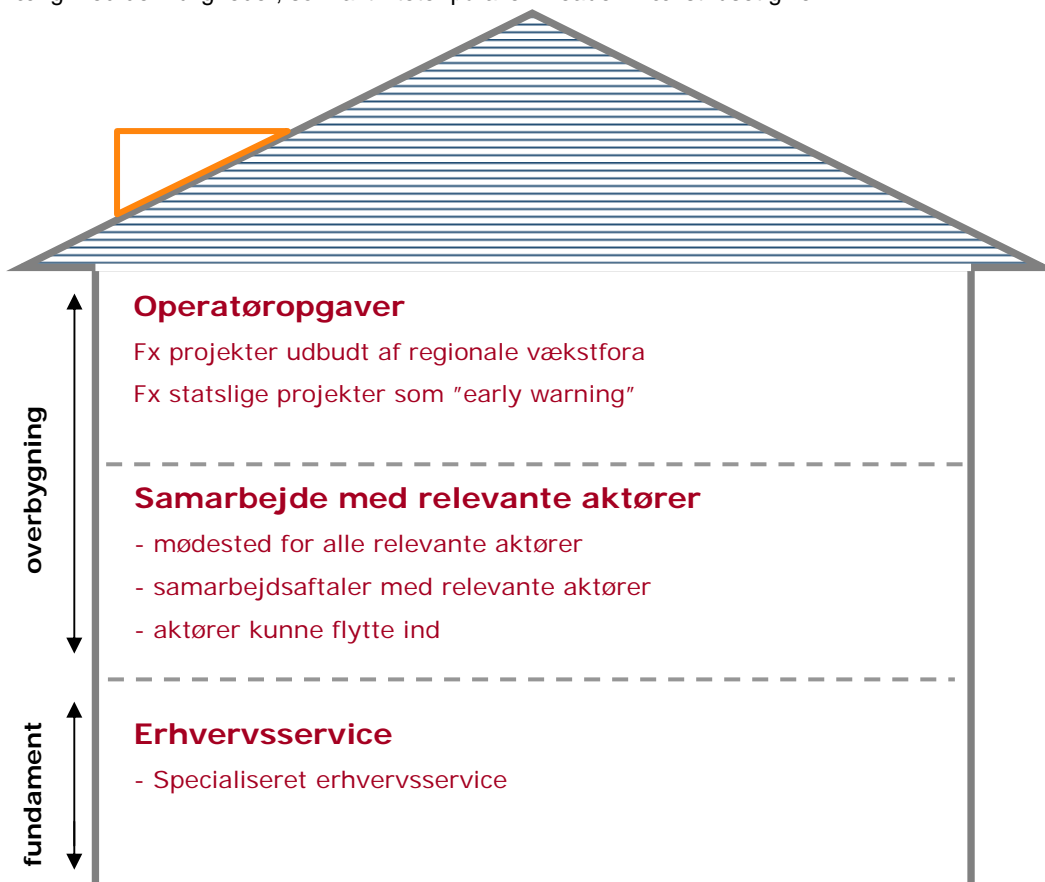 Operatøropgaver
Fx projekter udbudt af regionale vækstfora
Fx statslige projekter som ”early warning”
overbygning
Samarbejde med relevante aktører
- mødested for alle relevante aktører
- samarbejdsaftaler med relevante aktører
- aktører kunne flytte ind
fundament
Erhvervsservice
- Specialiseret erhvervsservice